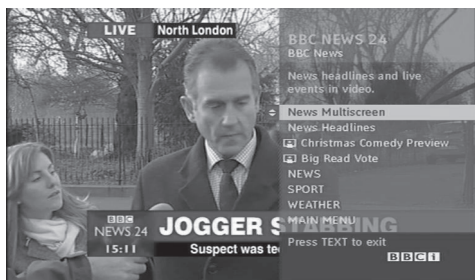 LIVE North London
BBC NEWS 24
BBC News
News headlines and live
events in video.
News Multiscreen
News Headlines
Christmas Comedy Preview
Big Read Vote
NEWS
SPORT
WEATHER
MAIN MENU
Press TEXT to exit
BBCi
BBC
NEWS 24
15:11
JOGGER STABBING
Suspect was te